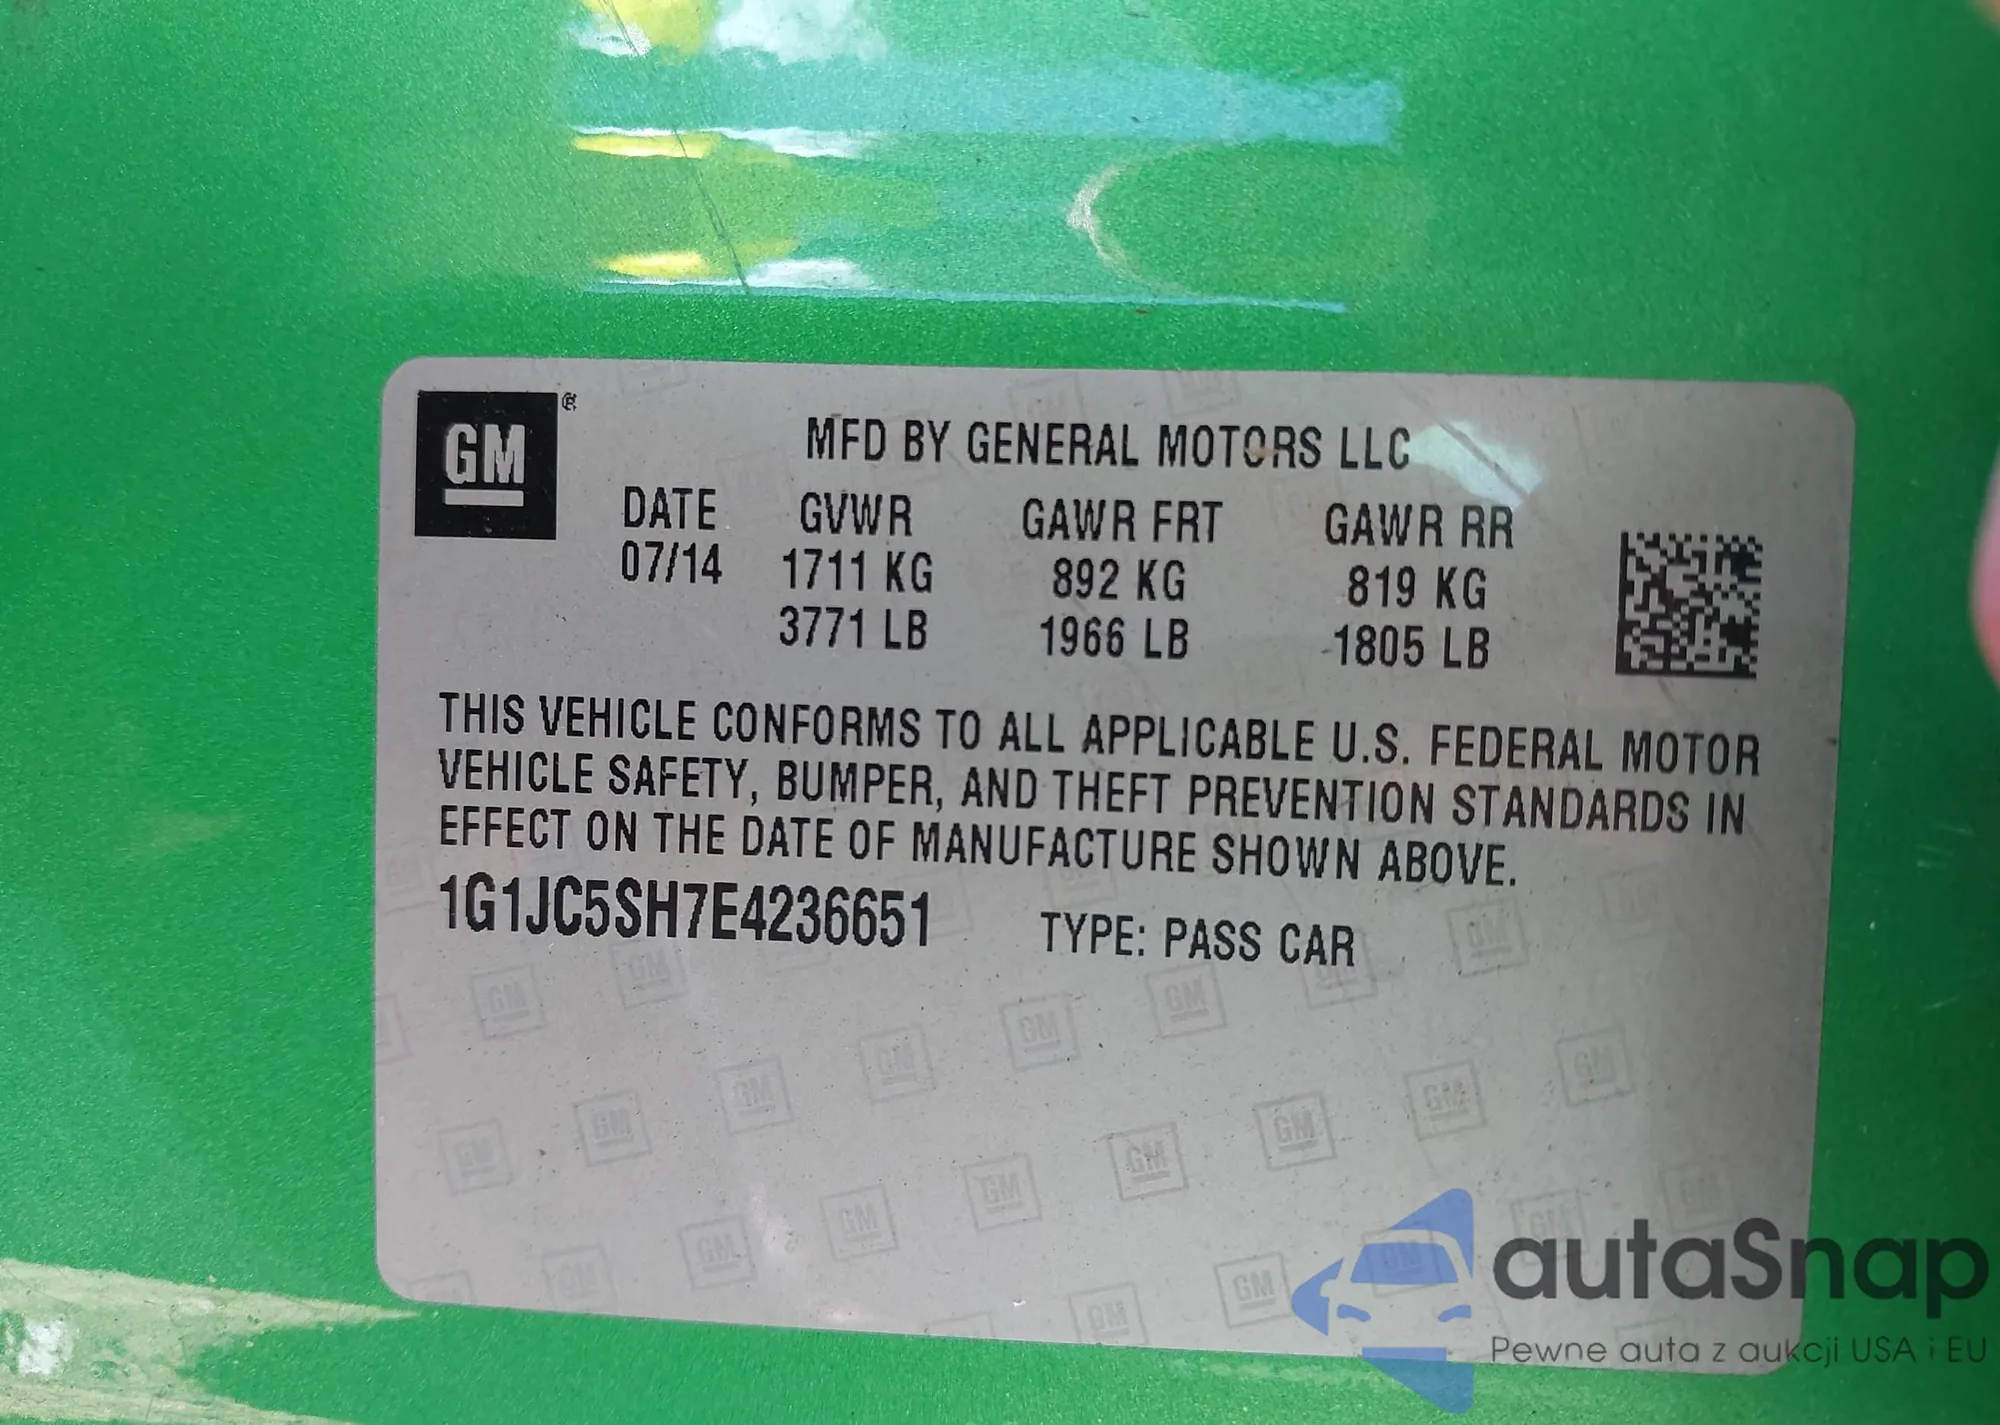 GM
MFD BY GENERAL MOTORS LLC
DATE GVWR GAWR FRT GAWR RR
07/14 1711 KG 892 KG 819 KG
3771 LB 1966 LB 1805 LB
THIS VEHICLE CONFORMS TO ALL APPLICABLE U.S. FEDERAL MOTOR
VEHICLE SAFETY, BUMPER, AND THEFT PREVENTION STANDARDS IN
EFFECT ON THE DATE OF MANUFACTURE SHOWN ABOVE.
1G1JC5SH7E4236651 TYPE: PASS CAR
autaSnap
Pewne auta z aukcji USA i EU